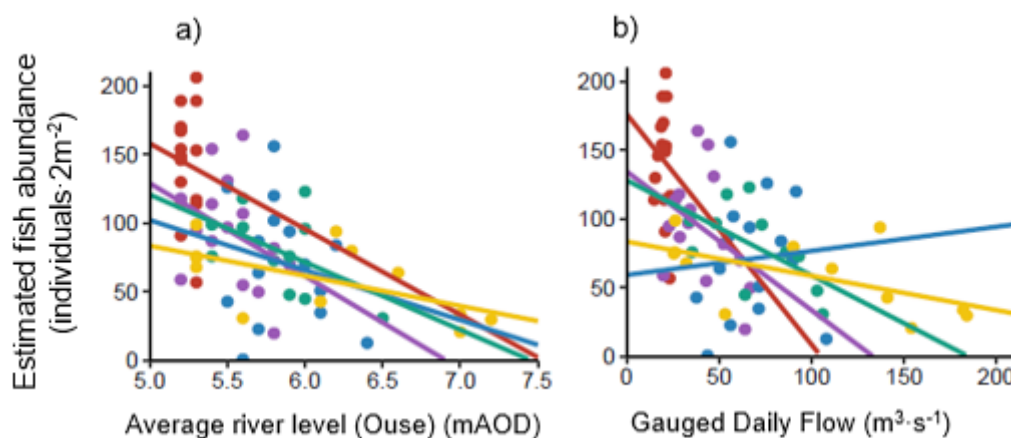 a)
b)
Estimated fish abundance
(individuals·2m⁻²)
200
150
100
50
0
5.0 5.5 6.0 6.5 7.0 7.5
Average river level (Ouse) (mAOD)
200
150
100
50
0
0 50 100 150 200
Gauged Daily Flow (m³·s⁻¹)